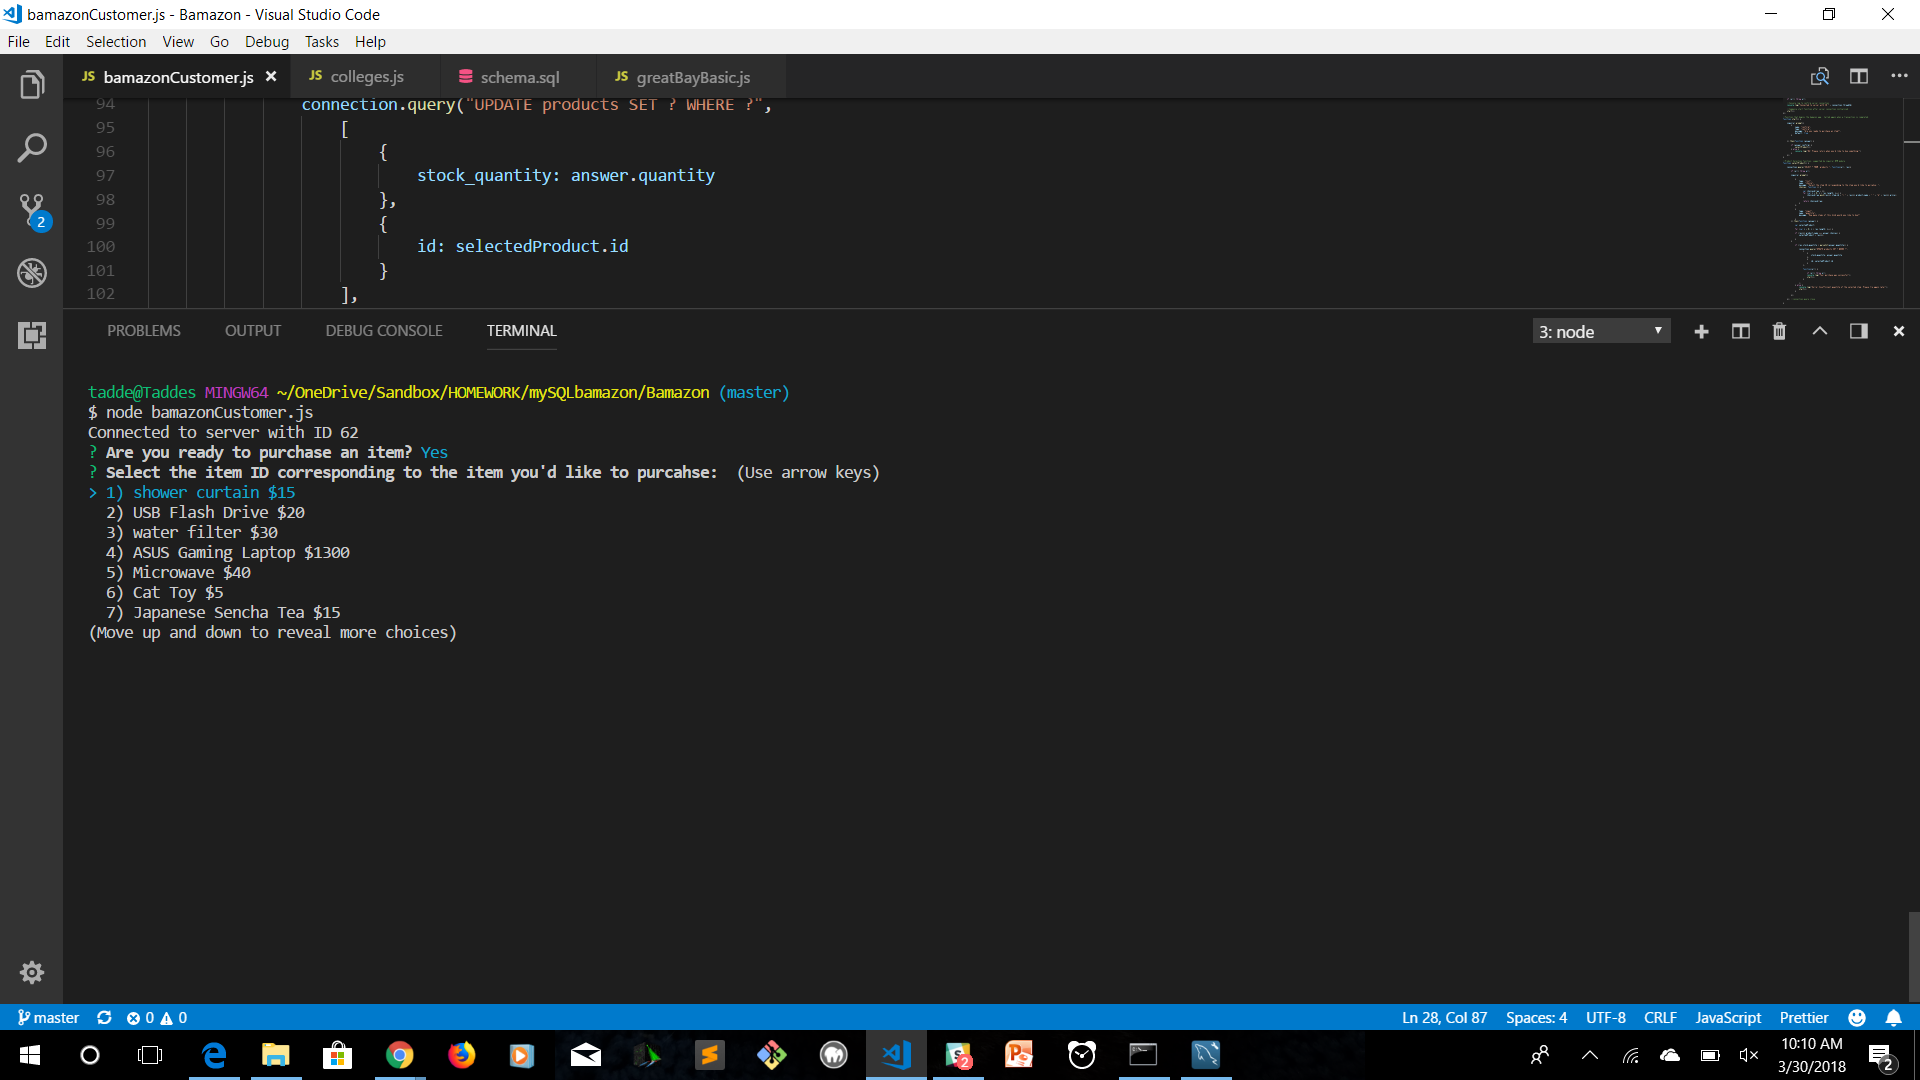 bamazonCustomer.js - Bamazon - Visual Studio Code
File Edit Selection View Go Debug Tasks Help
JS bamazonCustomer.js JS colleges.js schema.sql JS greatBayBasic.js
94 connection.query("UPDATE products SET ? WHERE ?",
95 [
96 {
97 stock_quantity: answer.quantity
98 },
99 {
100 id: selectedProduct.id
101 }
102 ],
2
PROBLEMS OUTPUT DEBUG CONSOLE TERMINAL 3: node
tadde@Taddes MINGW64 ~/OneDrive/Sandbox/HOMEWORK/mySQLbamazon/Bamazon (master)
$ node bamazonCustomer.js
Connected to server with ID 62
? Are you ready to purchase an item? Yes
? Select the item ID corresponding to the item you'd like to purcahse:  (Use arrow keys)
> 1) shower curtain $15
2) USB Flash Drive $20
3) water filter $30
4) ASUS Gaming Laptop $1300
5) Microwave $40
6) Cat Toy $5
7) Japanese Sencha Tea $15
(Move up and down to reveal more choices)
master 0 0 Ln 28, Col 87 Spaces: 4 UTF-8 CRLF JavaScript Prettier
10:10 AM
3/30/2018
2
2